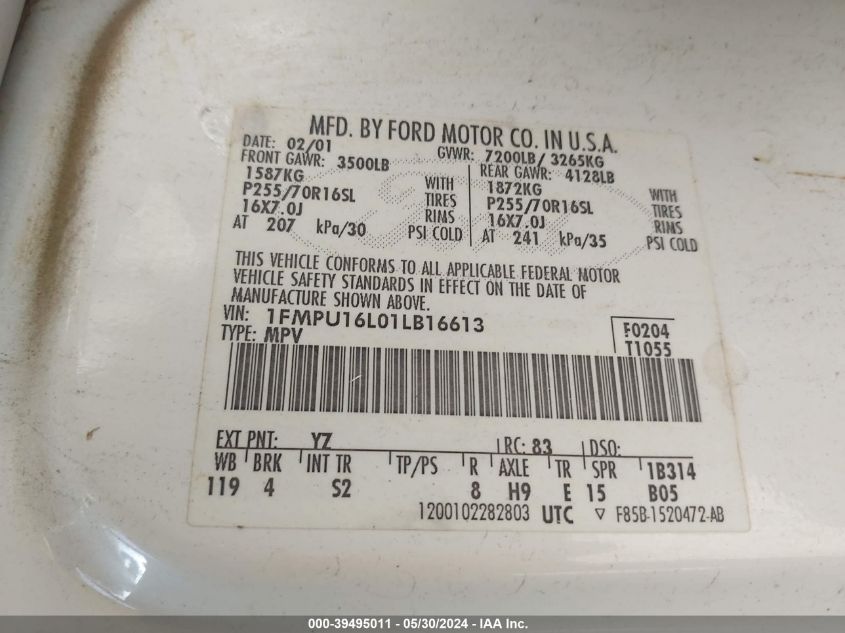 MFD. BY FORD MOTOR CO. IN U.S.A.
DATE: 02/01 GVWR: 7200LB/ 3265KG
FRONT GAWR: 3500LB REAR GAWR: 4128LB
1587KG WITH 1872KG WITH
P255/70R16SL TIRES P255/70R16SL TIRES
16X7.0J RIMS 16X7.0J RIMS
AT 207 kPa/30 PSI COLD AT 241 kPa/35 PSI COLD
THIS VEHICLE CONFORMS TO ALL APPLICABLE FEDERAL MOTOR
VEHICLE SAFETY STANDARDS IN EFFECT ON THE DATE OF
MANUFACTURE SHOWN ABOVE.
VIN: 1FMPU16L01LB16613 F0204
TYPE: MPV T1055
EXT PNT: YZ RC: 83 DSO:
WB BRK INT TR TP/PS R AXLE TR SPR 1B314
119 4 S2 8 H9 E 15 B05
1200102282803 UTC ▽ F85B-1520472-AB
000-39495011 - 05/30/2024 - IAA Inc.